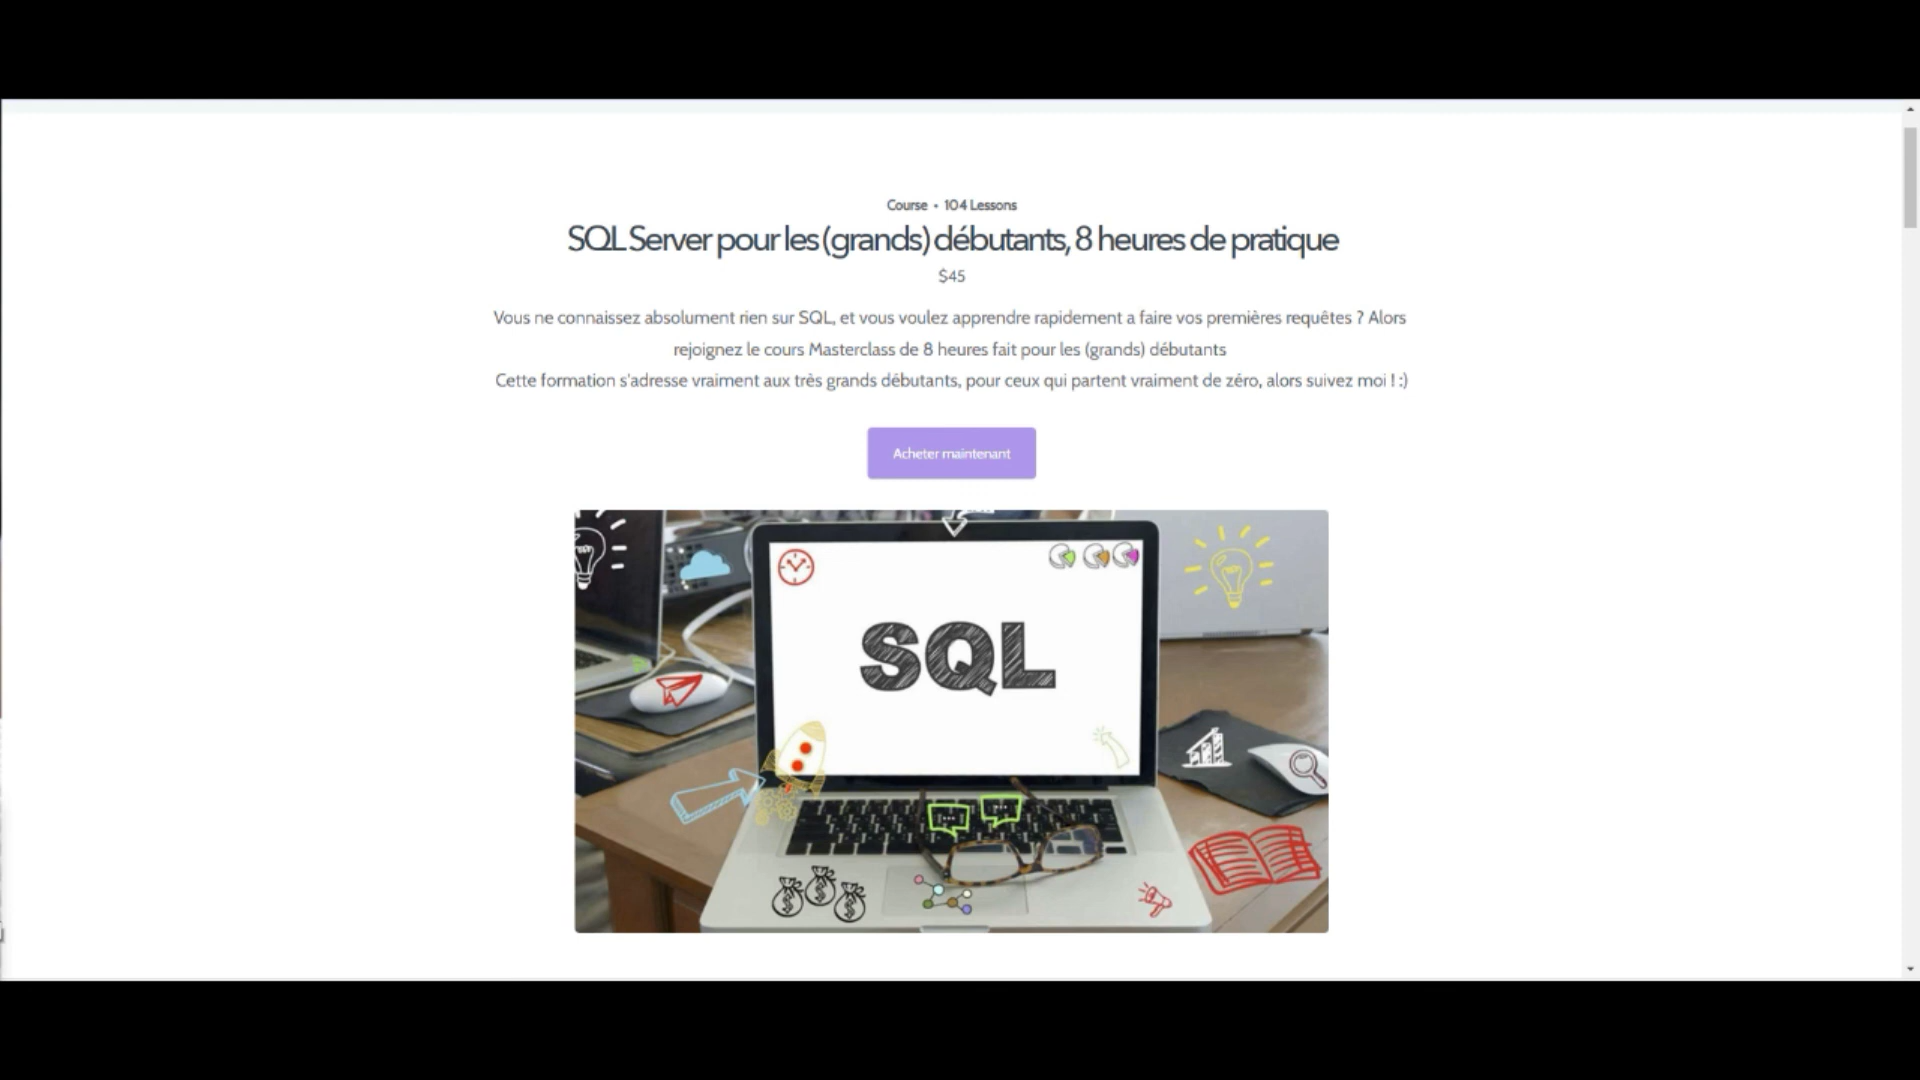 Course • 104 Lessons
SQL Server pour les (grands) débutants, 8 heures de pratique
$45
Vous ne connaissez absolument rien sur SQL, et vous voulez apprendre rapidement a faire vos premières requêtes ? Alors
rejoignez le cours Masterclass de 8 heures fait pour les (grands) débutants
Cette formation s'adresse vraiment aux très grands débutants, pour ceux qui partent vraiment de zéro, alors suivez moi ! :)
Acheter maintenant
SQL